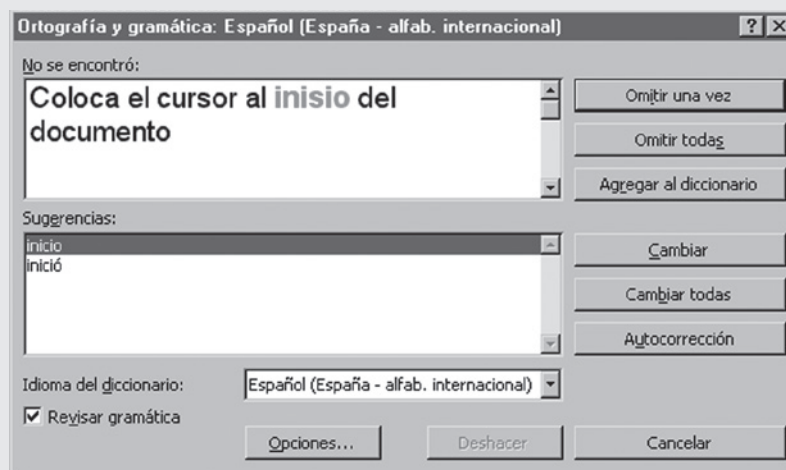 Ortografía y gramática: Español (España - alfab. internacional)
No se encontró:
Coloca el cursor al inisio del
documento
Omitir una vez
Omitir todas
Agregar al diccionario
Sugerencias:
inicio
inició
Cambiar
Cambiar todas
Autocorrección
Idioma del diccionario:
Español (España - alfab. internacional)
Revisar gramática
Opciones...
Deshacer
Cancelar